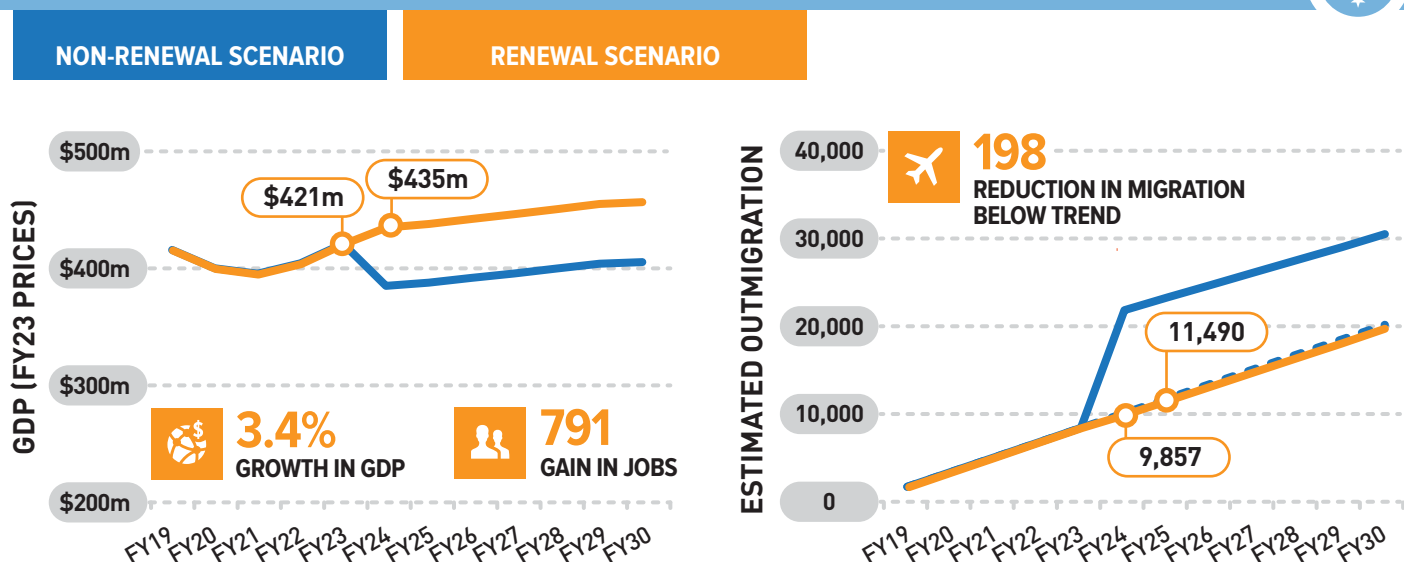 NON-RENEWAL SCENARIO
RENEWAL SCENARIO
GDP (FY23 PRICES)
$500m
$400m
$300m
$200m
$421m
$435m
$
3.4%
GROWTH IN GDP
791
GAIN IN JOBS
FY19
FY20
FY21
FY22
FY23
FY24
FY25
FY26
FY27
FY28
FY29
FY30
ESTIMATED OUTMIGRATION
40,000
30,000
20,000
10,000
0
198
REDUCTION IN MIGRATION
BELOW TREND
11,490
9,857
FY19
FY20
FY21
FY22
FY23
FY24
FY25
FY26
FY27
FY28
FY29
FY30